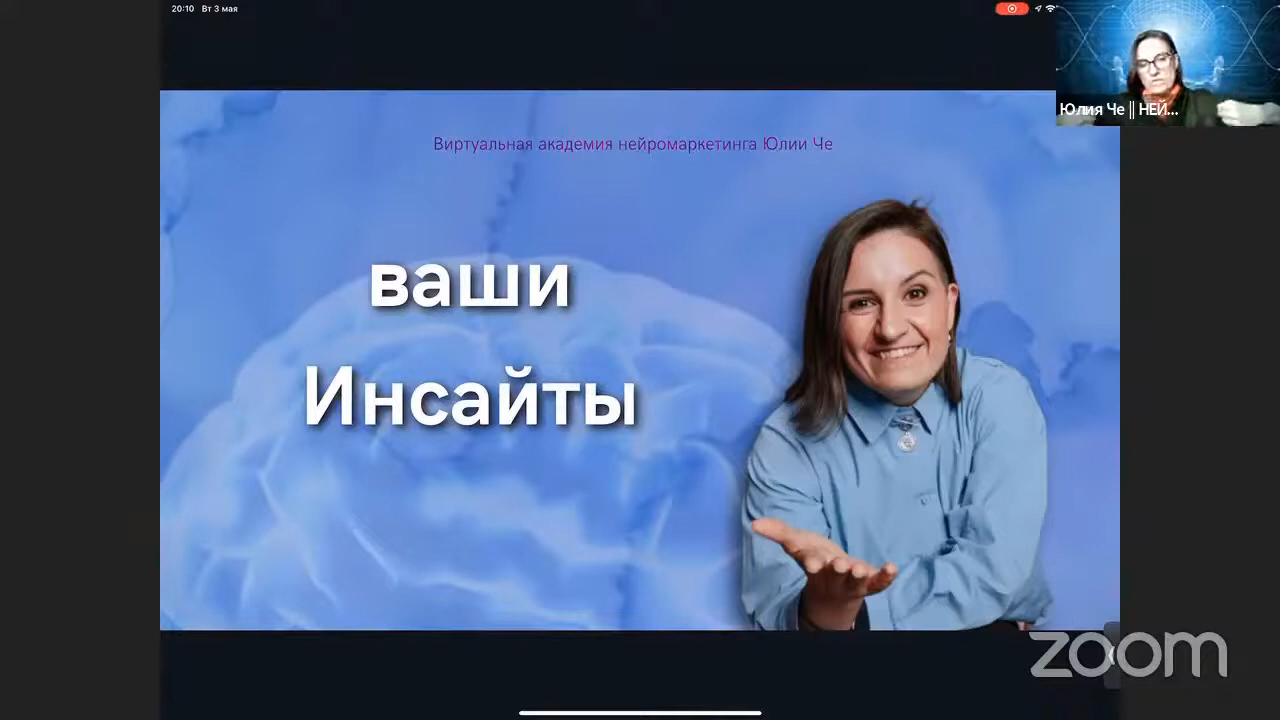 20:10 Вт 3 мая
Юлия Че || НЕЙ...
Виртуальная академия нейромаркетинга Юлии Че
ваши
Инсайты
zoom